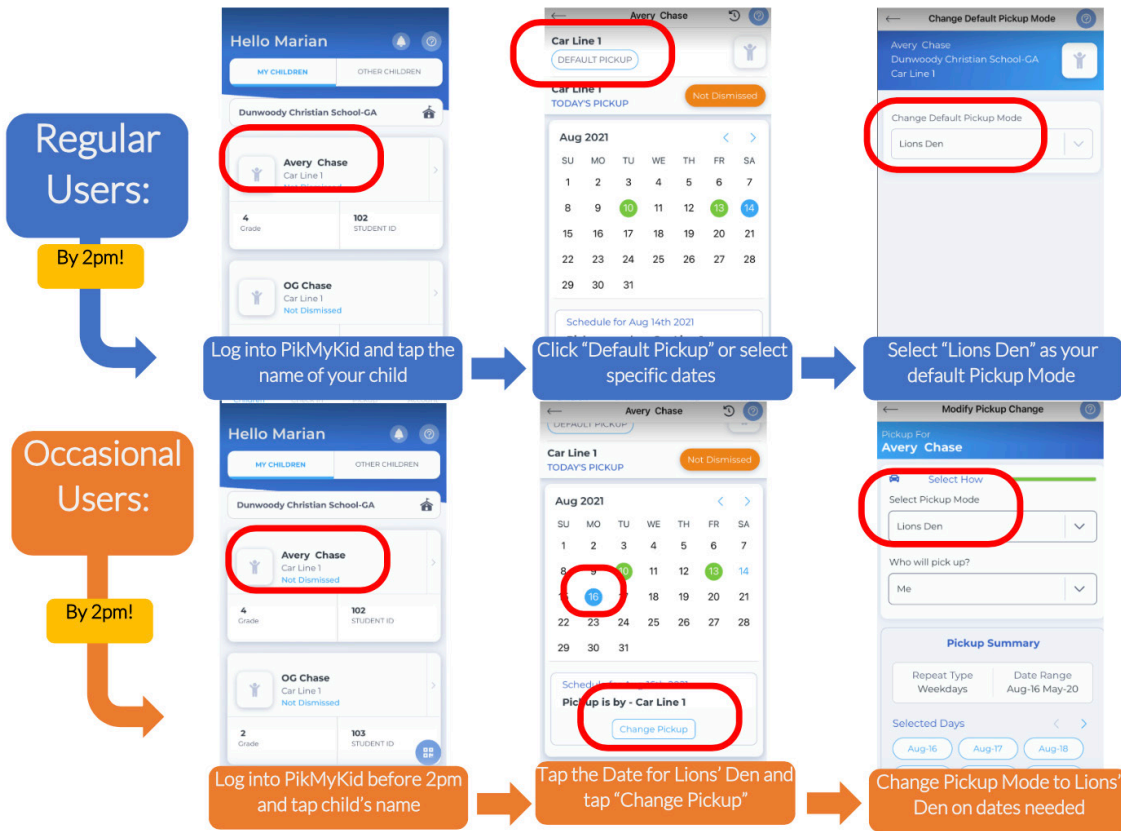 Regular
Users:
By 2pm!
Hello Marian
MY CHILDREN
OTHER CHILDREN
Dunwoody Christian School-GA
Avery Chase
Car Line 1
Not Dismissed
4
Grade
102
STUDENT ID
OG Chase
Car Line 1
Not Dismissed
Log into PikMyKid and tap the
name of your child
Avery Chase
Car Line 1
DEFAULT PICKUP
Car Line 1
TODAY'S PICKUP
Not Dismissed
Aug 2021
SU MO TU WE TH FR SA
1 2 3 4 5 6 7
8 9 10 11 12 13 14
15 16 17 18 19 20 21
22 23 24 25 26 27 28
29 30 31
Schedule for Aug 14th 2021
Click “Default Pickup” or select
specific dates
Change Default Pickup Mode
Avery Chase
Dunwoody Christian School-GA
Car Line 1
Change Default Pickup Mode
Lions Den
Select “Lions Den” as your
default Pickup Mode
Occasional
Users:
By 2pm!
Hello Marian
MY CHILDREN
OTHER CHILDREN
Dunwoody Christian School-GA
Avery Chase
Car Line 1
Not Dismissed
4
Grade
102
STUDENT ID
OG Chase
Car Line 1
Not Dismissed
2
Grade
103
STUDENT ID
Log into PikMyKid before 2pm
and tap child’s name
Avery Chase
DEFAULT PICKUP
Car Line 1
TODAY'S PICKUP
Not Dismissed
Aug 2021
SU MO TU WE TH FR SA
1 2 3 4 5 6 7
8 9 10 11 12 13 14
15 16 17 18 19 20 21
22 23 24 25 26 27 28
29 30 31
Schedule for Aug 16th 2021
Pickup is by - Car Line 1
Change Pickup
Tap the Date for Lions’ Den and
tap “Change Pickup”
Modify Pickup Change
Pickup For
Avery Chase
Select How
Select Pickup Mode
Lions Den
Who will pick up?
Me
Pickup Summary
Repeat Type
Weekdays
Date Range
Aug-16 May-20
Selected Days
Aug-16 Aug-17 Aug-18
Change Pickup Mode to Lions’
Den on dates needed